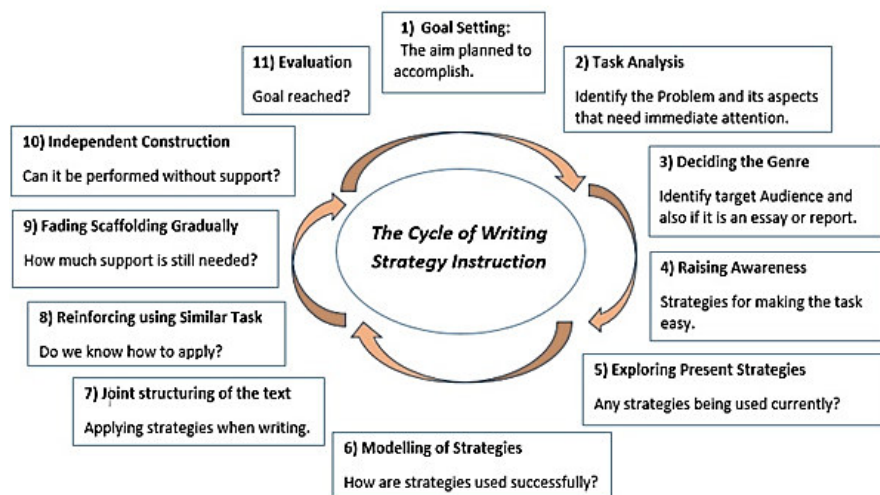 1) Goal Setting:
The aim planned to
accomplish.
2) Task Analysis
Identify the Problem and its aspects
that need immediate attention.
3) Deciding the Genre
Identify target Audience and
also if it is an essay or report.
4) Raising Awareness
Strategies for making the task
easy.
5) Exploring Present Strategies
Any strategies being used currently?
6) Modelling of Strategies
How are strategies used successfully?
7) Joint structuring of the text
Applying strategies when writing.
8) Reinforcing using Similar Task
Do we know how to apply?
9) Fading Scaffolding Gradually
How much support is still needed?
10) Independent Construction
Can it be performed without support?
11) Evaluation
Goal reached?
The Cycle of Writing
Strategy Instruction